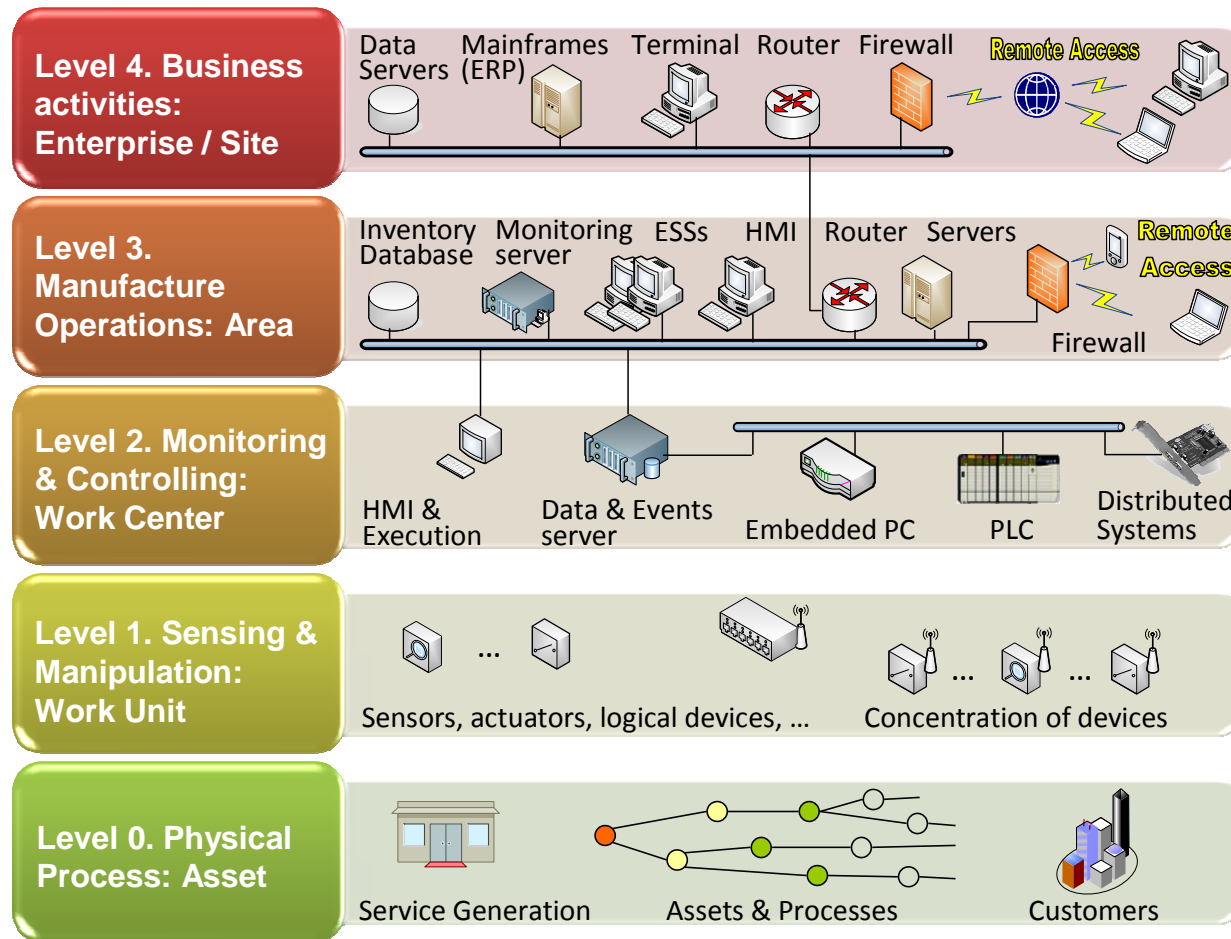 Level 4. Business
activities:
Enterprise / Site
Data
Servers
Mainframes
(ERP)
Terminal
Router
Firewall
Remote Access
Level 3.
Manufacture
Operations: Area
Inventory
Database
Monitoring
server
ESSs
HMI
Router
Servers
Remote
Access
Firewall
Level 2. Monitoring
& Controlling:
Work Center
HMI &
Execution
Data & Events
server
Embedded PC
PLC
Distributed
Systems
Level 1. Sensing &
Manipulation:
Work Unit
...
... ...
Sensors, actuators, logical devices, ...
Concentration of devices
Level 0. Physical
Process: Asset
Service Generation
Assets & Processes
Customers